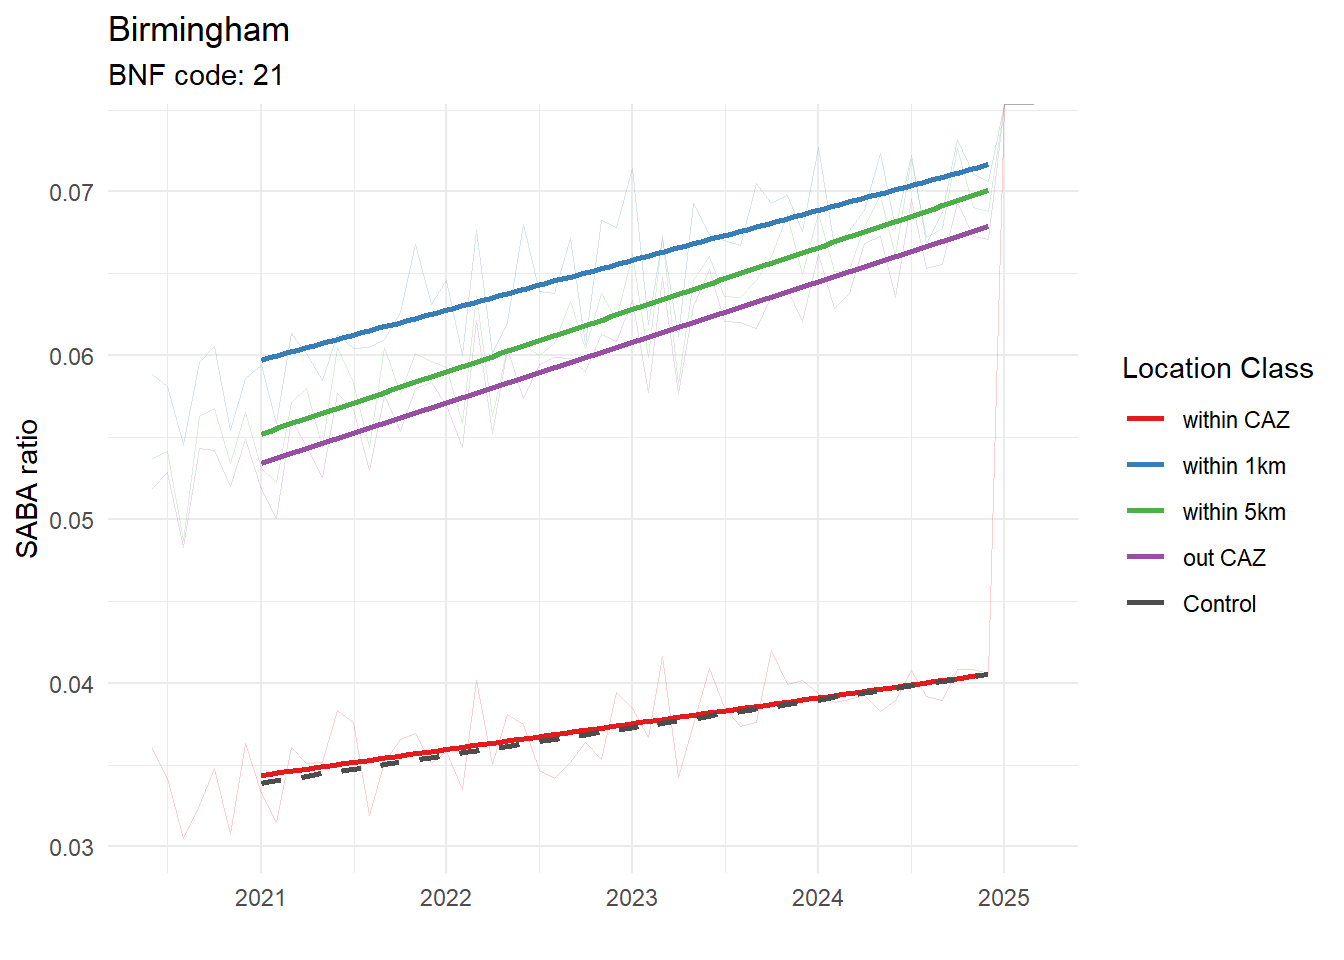 Birmingham
BNF code: 21
SABA ratio
0.07
0.06
0.05
0.04
0.03
2021
2022
2023
2024
2025
Location Class
within CAZ
within 1km
within 5km
out CAZ
Control